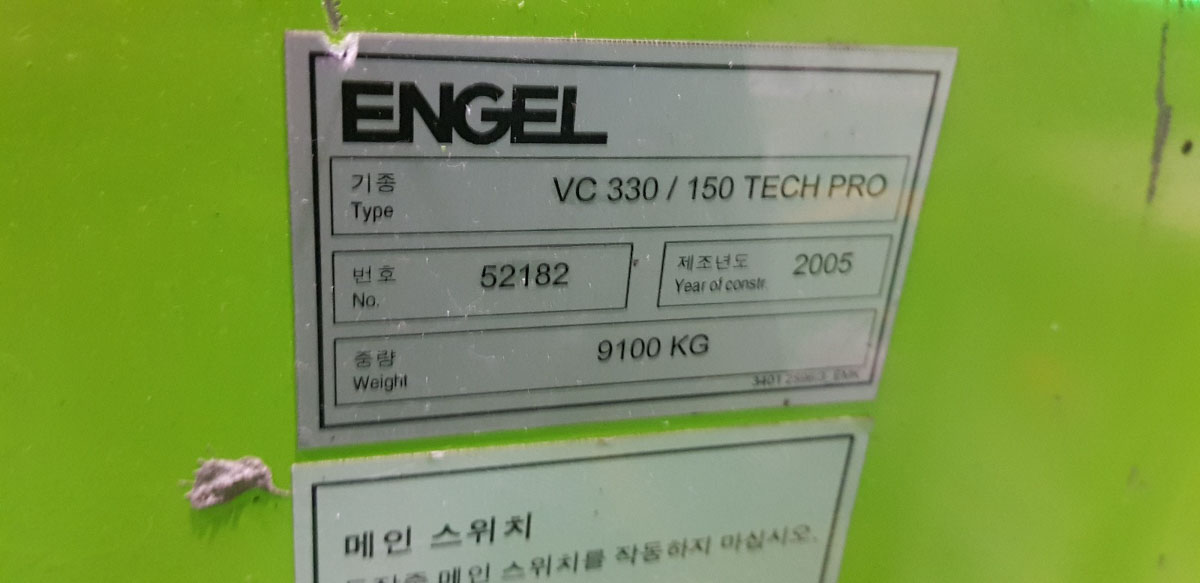 ENGEL
기종
Type
VC 330 / 150 TECH PRO
번호
No.
52182
제조년도
Year of constr.
2005
중량
Weight
9100 KG
3401
메인 스위치
메인 스위치를 작동하지 마십시오.